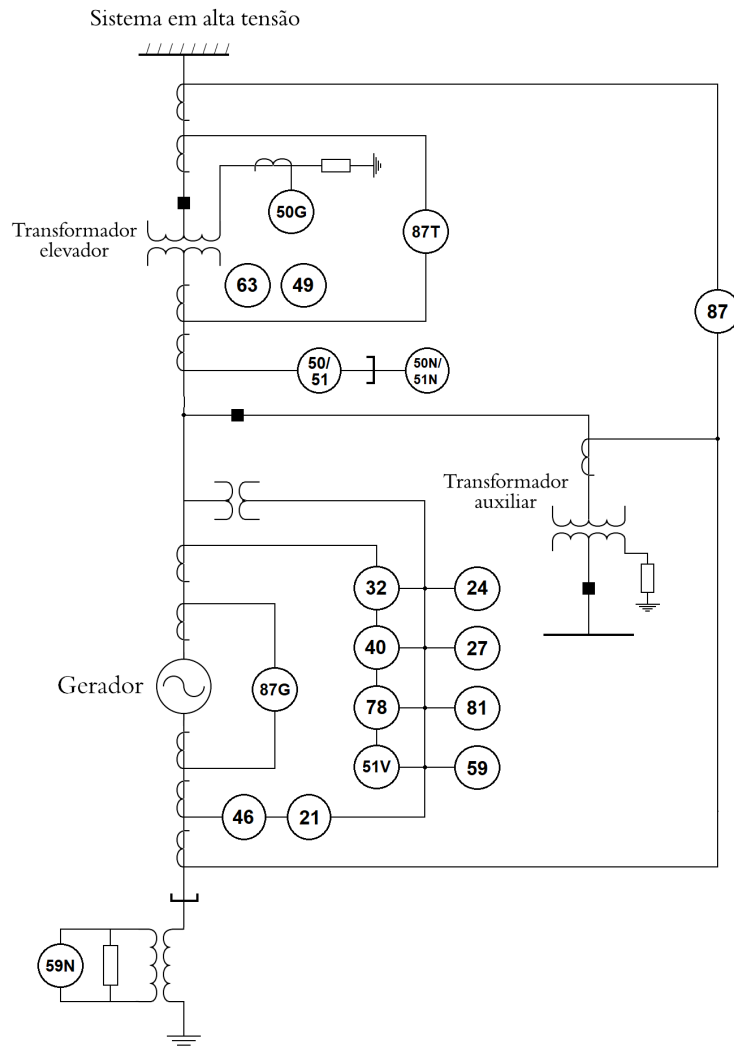 Sistema em alta tensão
50G
Transformador
elevador
87T
63
49
87
50/
51
50N/
51N
Transformador
auxiliar
32
24
40
27
Gerador
87G
78
81
51V
59
46
21
59N